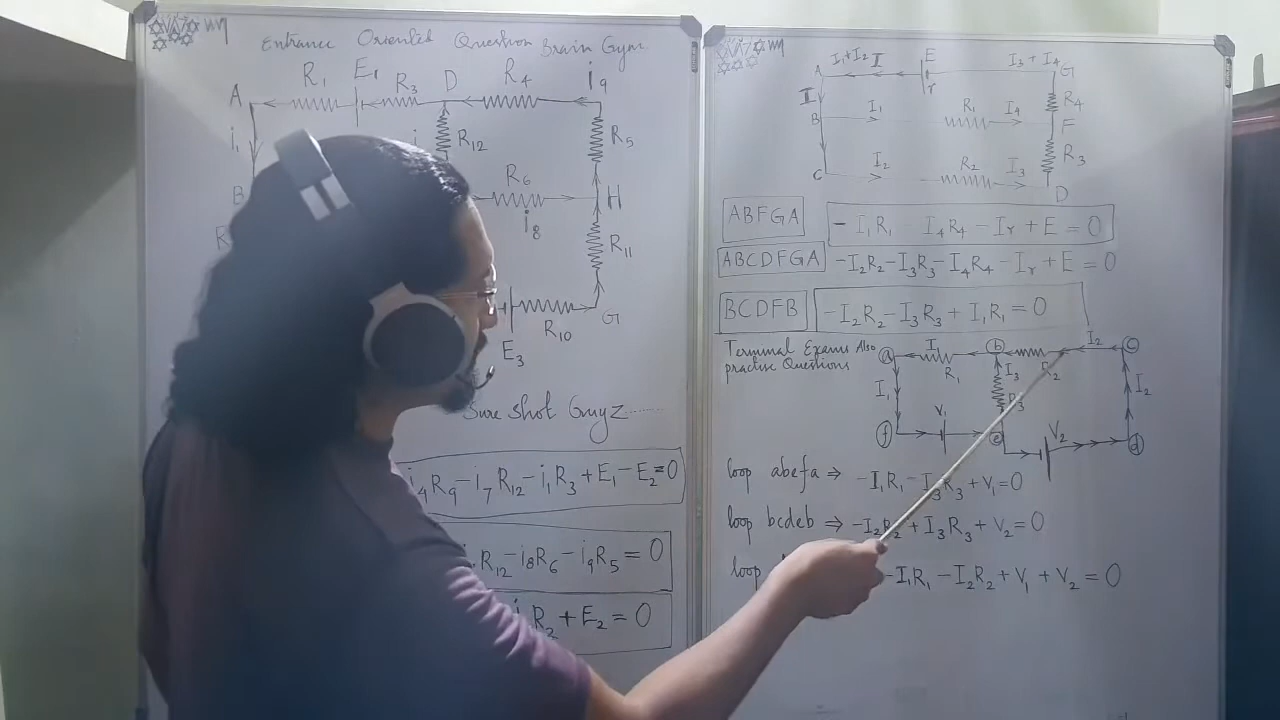 Entrance Oriented Question Brain Gym
R₁ E₁ R₃ D R₄ i₉
A
i₁ i R₁₂ R₅
B R₆ H
R i₈ R₁₁
E₃ R₁₀ G
Sure Shot Guyz
i₄R₉-i₇R₁₂-i₁R₃+E₁-E₂=0
R₁₂-i₈R₆-i₉R₅=0
R₂+E₂=0
I₁+I₂ I E I₃+I₄
A r G
I R₄
B I₁ R₁ I₄ F
R₃
C I₂ R₂ I₃ D
ABFGA -I₁R₁ I₄R₄-Ir+E=0
ABCDFGA -I₂R₂-I₃R₃-I₄R₄-Ir+E=0
BCDFB -I₂R₂-I₃R₃+I₁R₁=0
Terminal Exams Also
practise Questions
a I₁ b I₂ c
R₁ I₃ R₂
I₁ R₃ I₂
f V₁ e V₂ d
loop abefa ⇒ -I₁R₁-I₃R₃+V₁=0
loop bcdeb ⇒ -I₂R₂+I₃R₃+V₂=0
loop -I₁R₁-I₂R₂+V₁+V₂=0